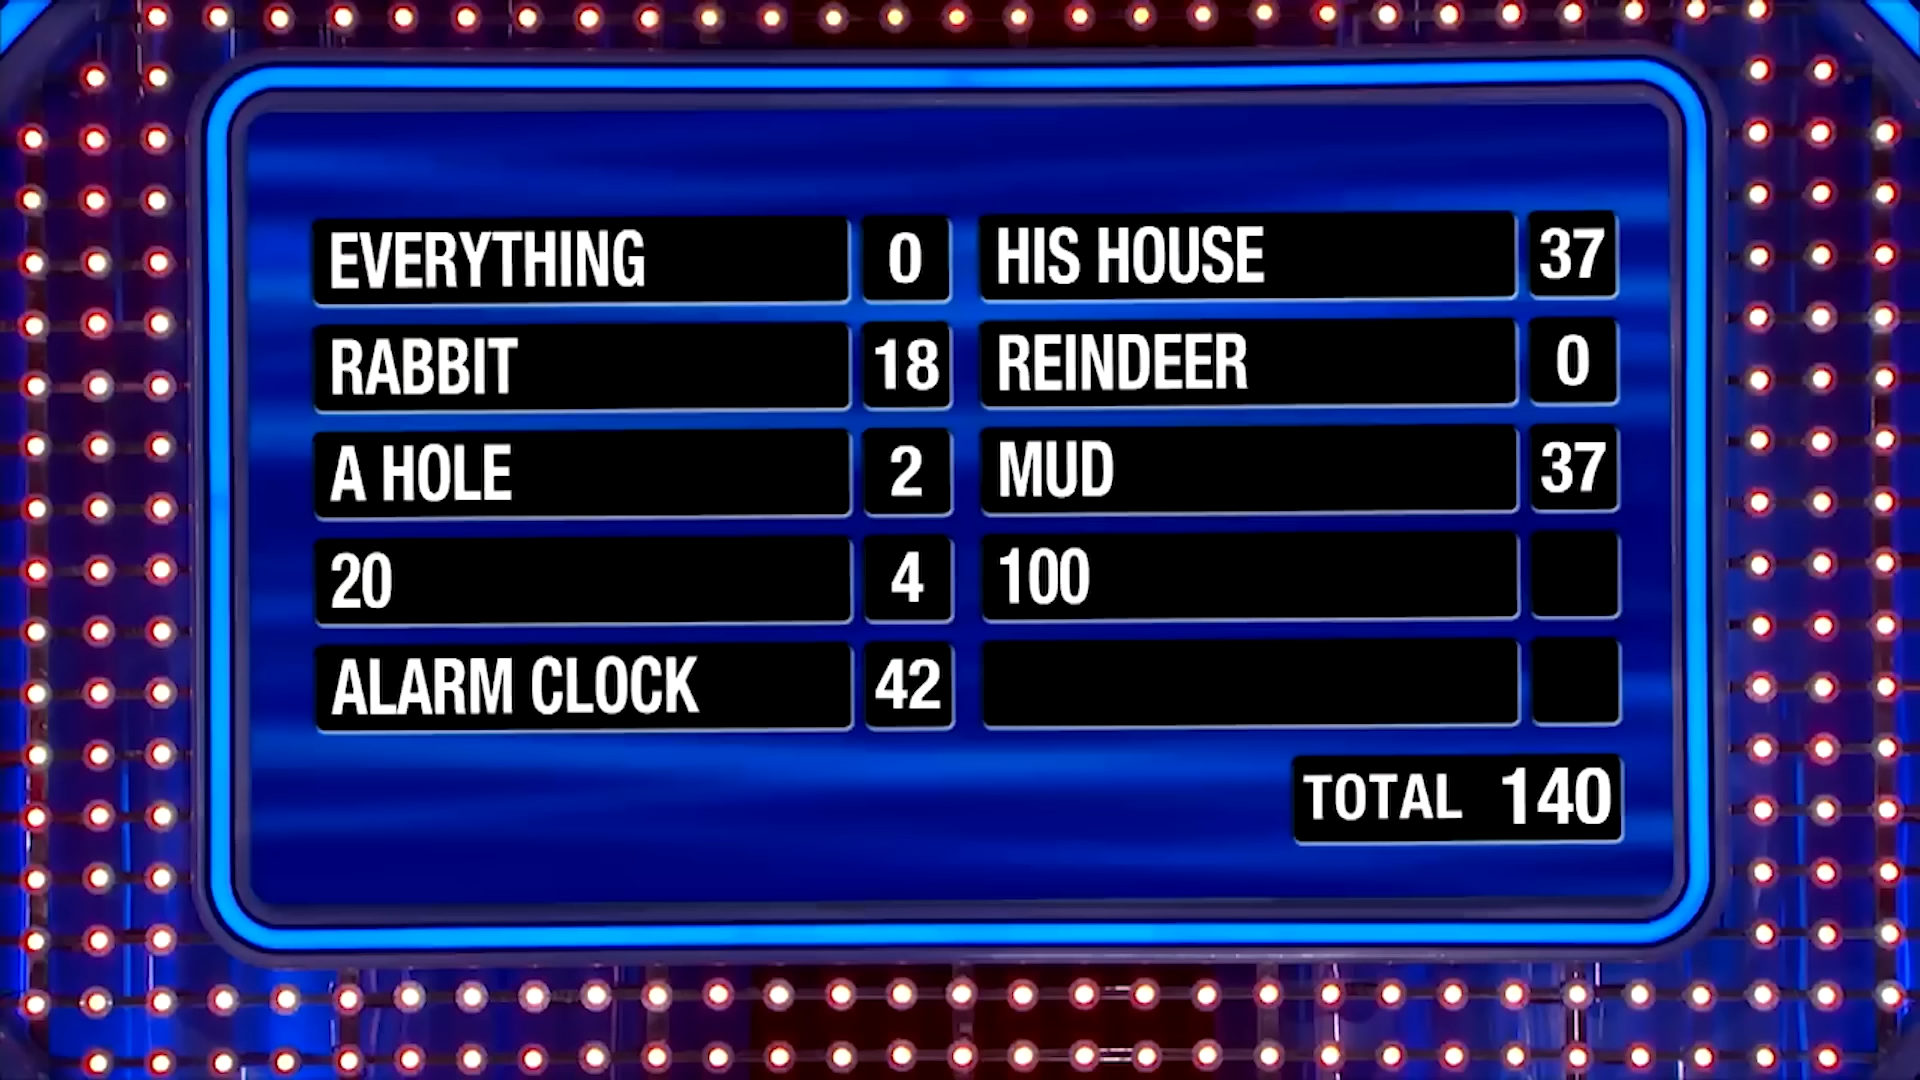 EVERYTHING 0 HIS HOUSE 37
RABBIT 18 REINDEER 0
A HOLE 2 MUD 37
20 4 100
ALARM CLOCK 42
TOTAL 140